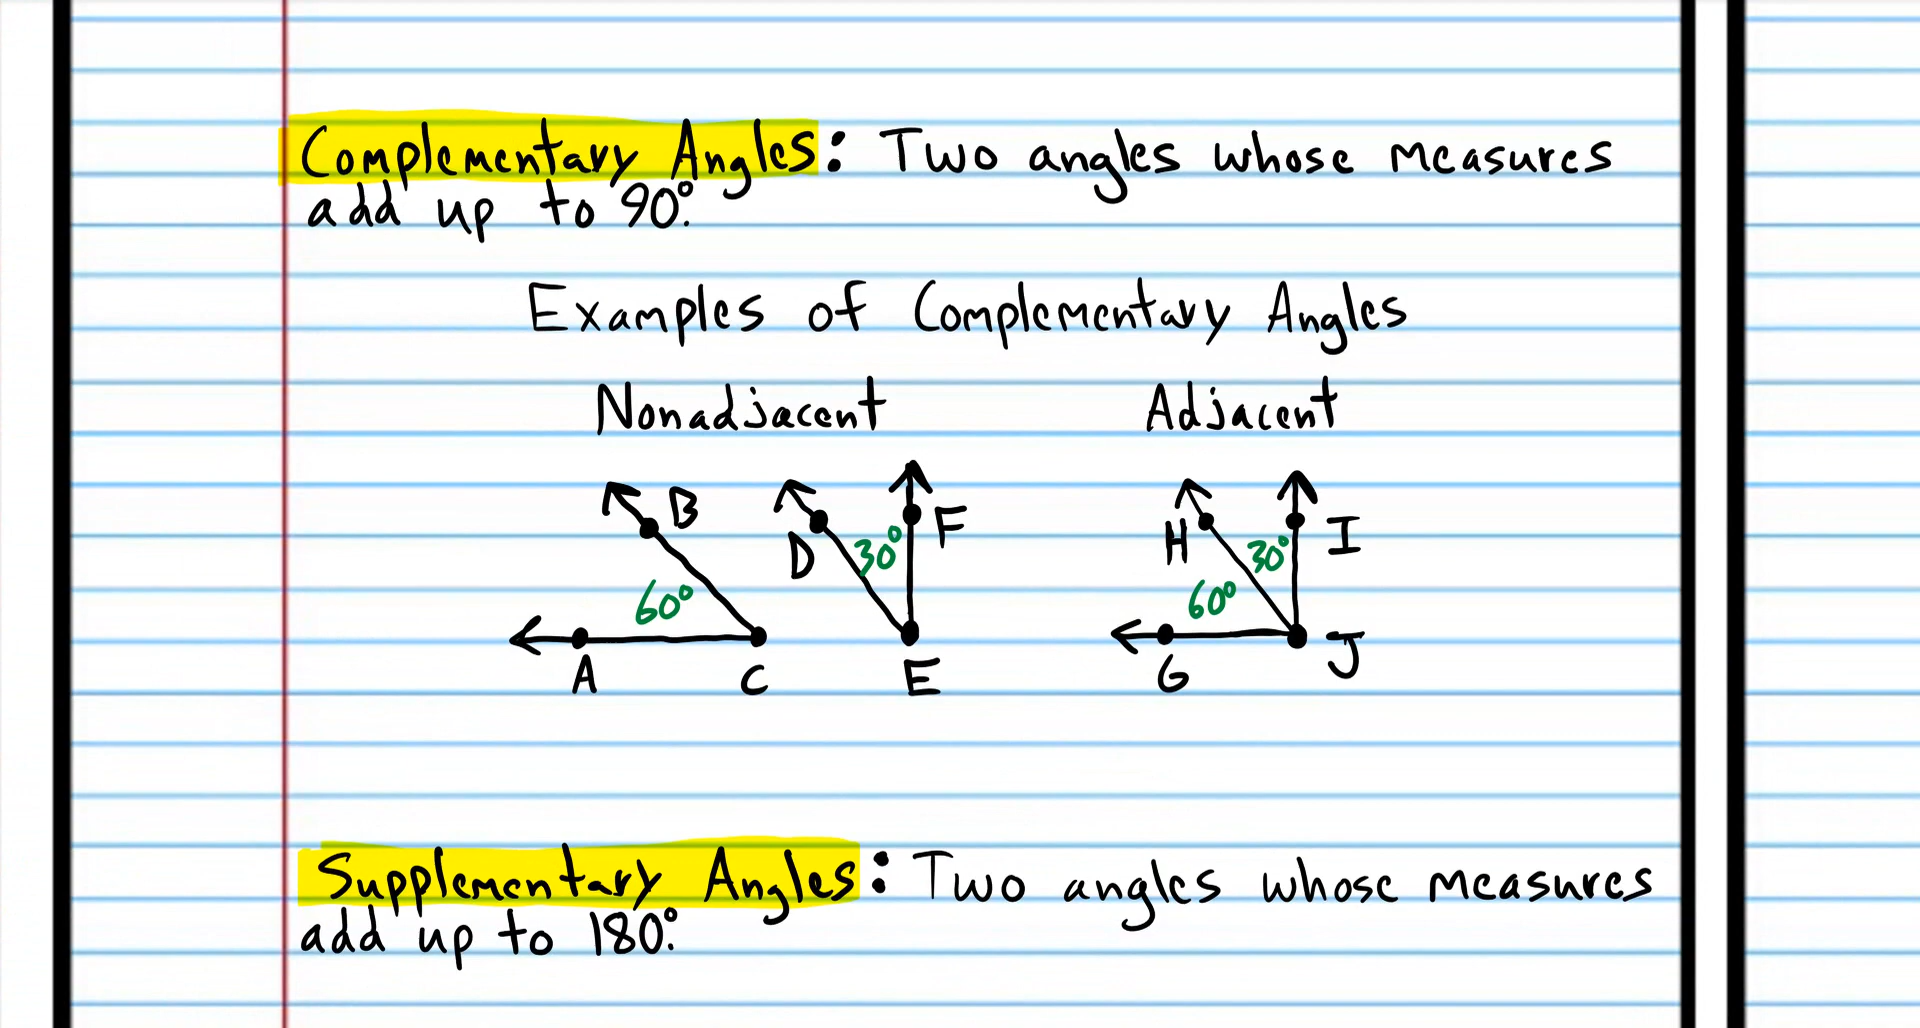 Complementary Angles: Two angles whose measures
add up to 90°.
Examples of Complementary Angles
Nonadjacent Adjacent
B D F H I
30° 30°
60° 60°
A C E G J
Supplementary Angles: Two angles whose measures
add up to 180°.